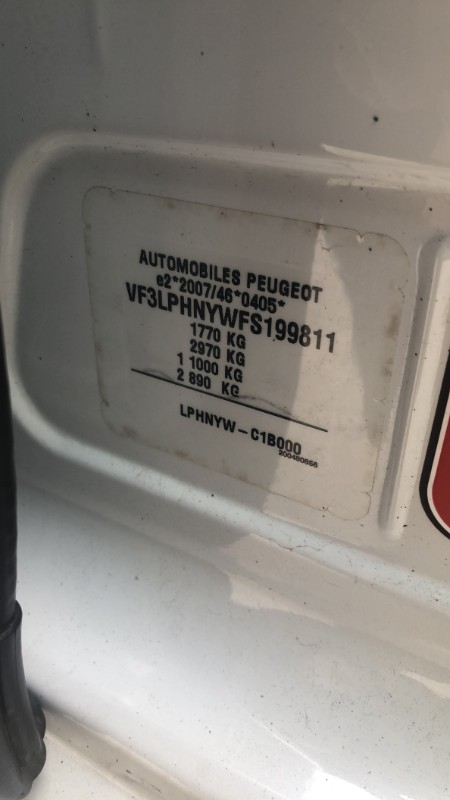 AUTOMOBILES PEUGEOT
e2*2007/46*0405*
VF3LPHNYWFS199811
1770 KG
2970 KG
1 1000 KG
2 890 KG
LPHNYW-C1B000
200480666